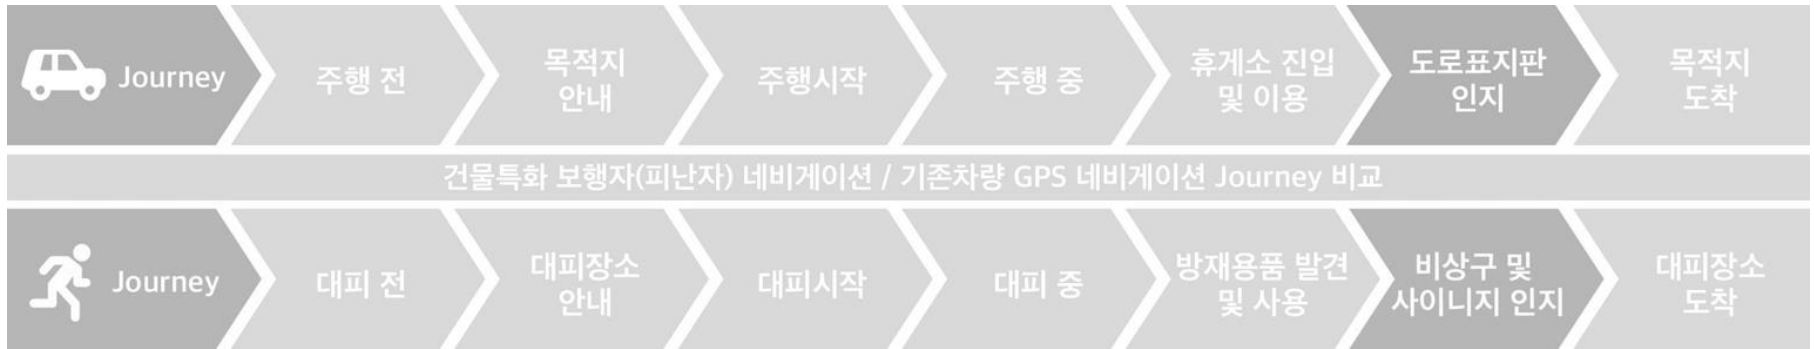 Journey
주행 전
목적지
안내
주행시작
주행 중
휴게소 진입
및 이용
도로표지판
인지
목적지
도착
건물특화 보행자(피난자) 네비게이션 / 기존차량 GPS 네비게이션 Journey 비교
Journey
대피 전
대피장소
안내
대피시작
대피 중
방재용품 발견
및 사용
비상구 및
사이니지 인지
대피장소
도착